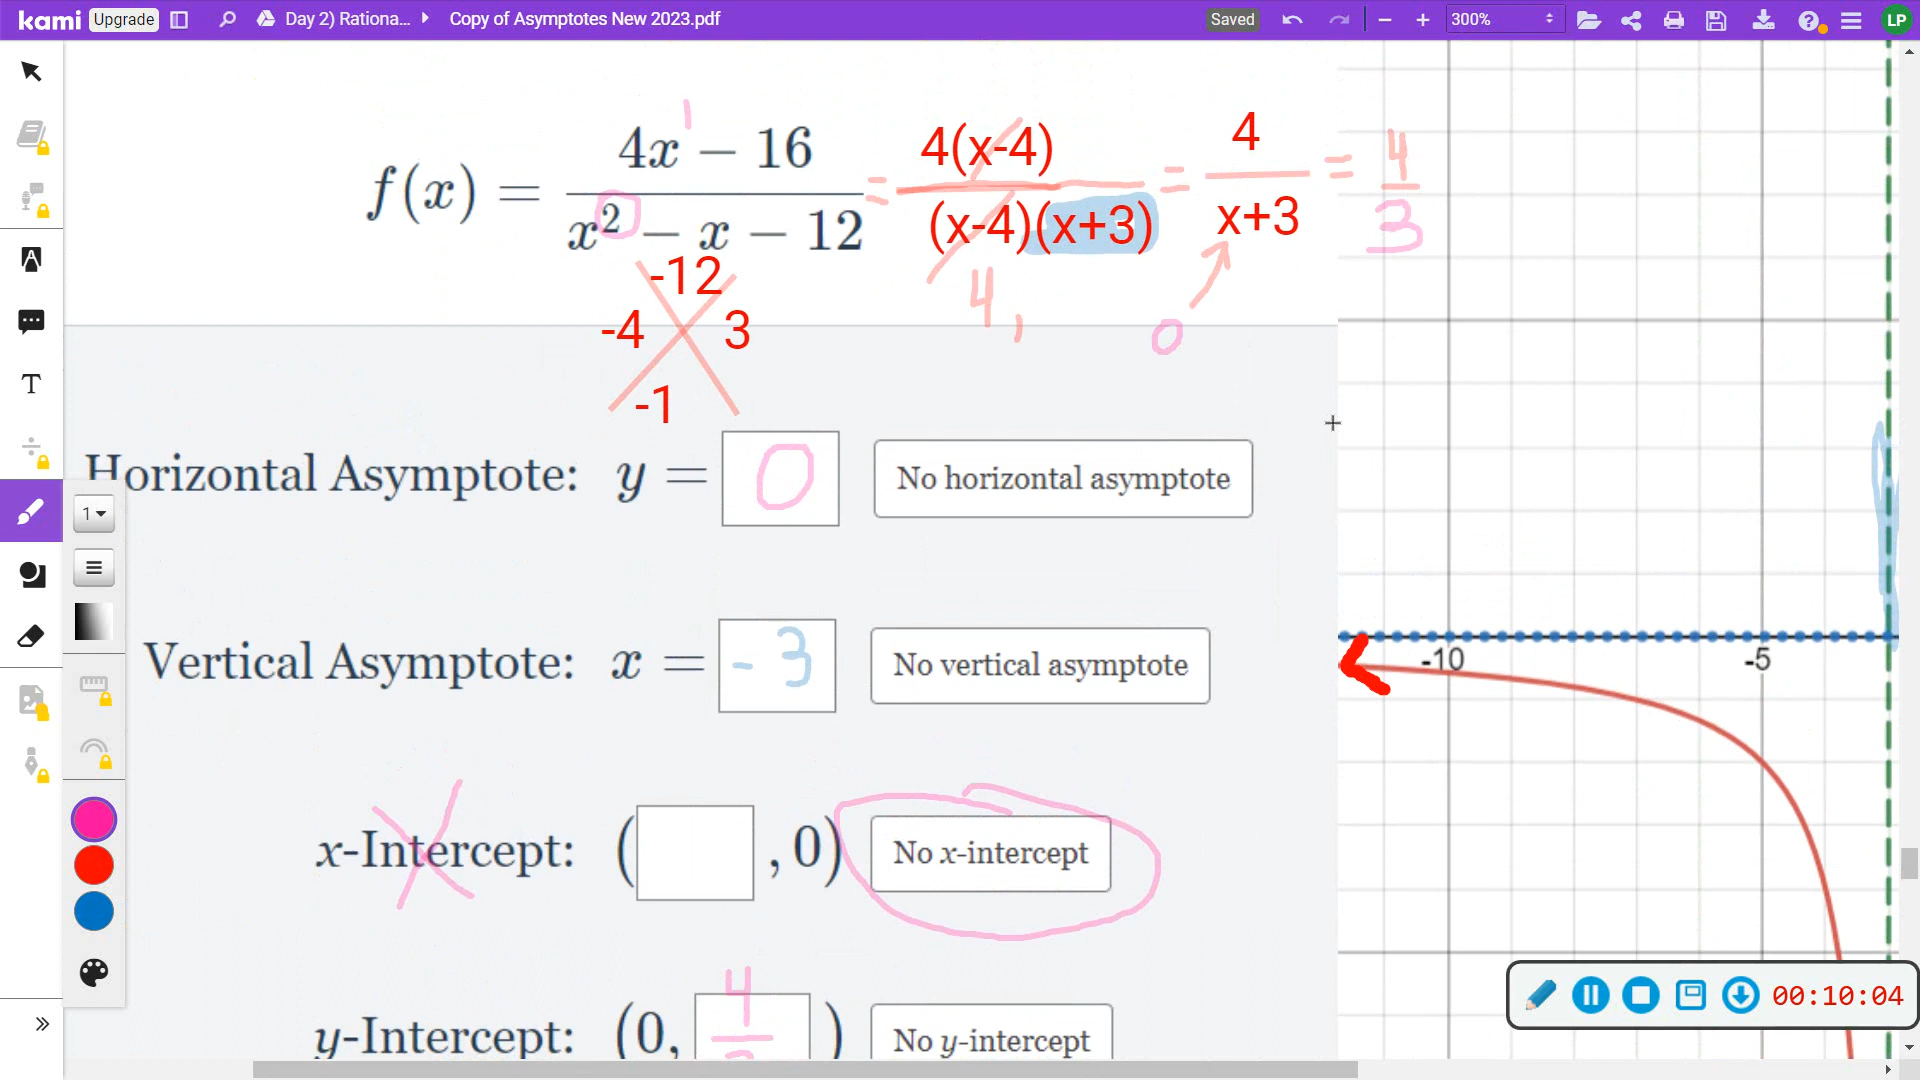 kami Upgrade Day 2) Rationa... Copy of Asymptotes New 2023.pdf Saved 300% LP
f(x) = 4x¹ − 16 / x² − x − 12 = 4(x-4) / (x-4)(x+3) = 4 / x+3 = 4 / 3
-12
-4 3
-1
4,
0
Horizontal Asymptote: y = 0 No horizontal asymptote
Vertical Asymptote: x = -3 No vertical asymptote
x-Intercept: ( , 0) No x-intercept
y-Intercept: (0, 4 ) No y-intercept
-10 -5
1
T
00:10:04